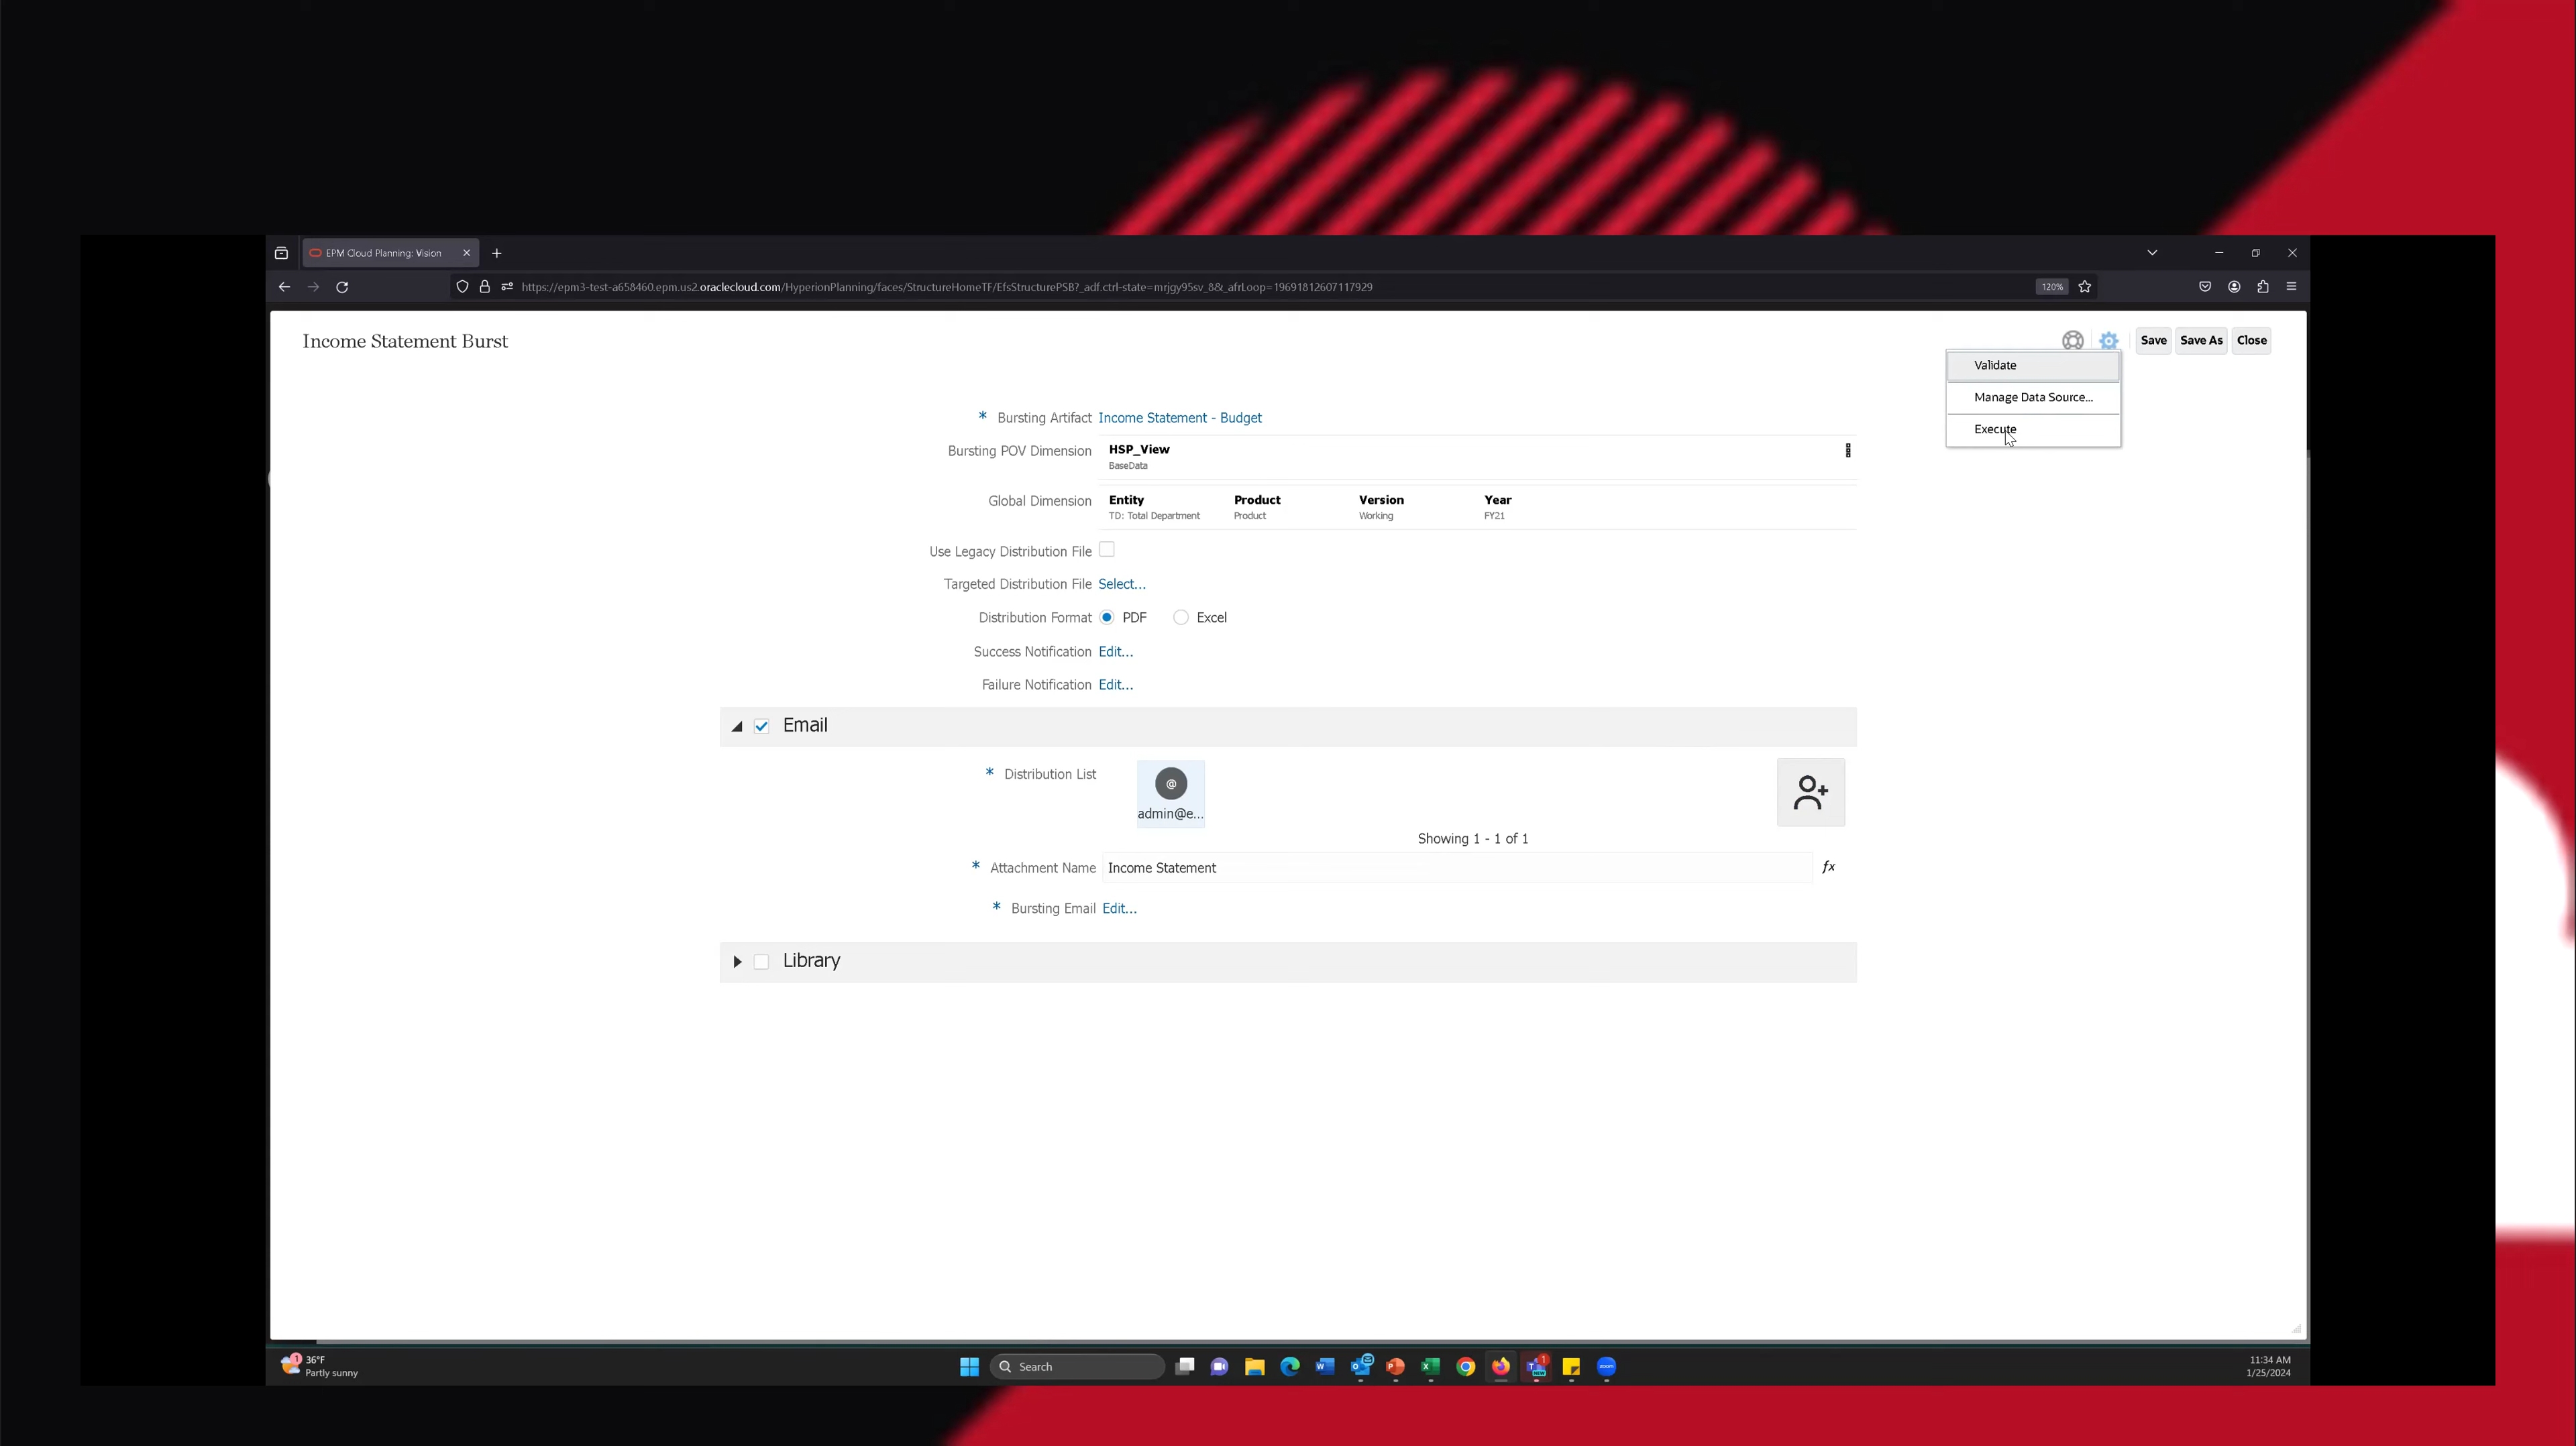 EPM Cloud Planning: Vision
https://epm3-test-a658460.epm.us2.oraclecloud.com/HyperionPlanning/faces/StructureHomeTF/EfsStructurePSB?_adf.ctrl-state=mrjgy95sv_8&_afrLoop=19691812607117929
120%
Income Statement Burst
Save
Save As
Close
Validate
Manage Data Source...
Execute
* Bursting Artifact Income Statement - Budget
Bursting POV Dimension HSP_View
BaseData
Global Dimension Entity Product Version Year
TD: Total Department Product Working FY21
Use Legacy Distribution File
Targeted Distribution File Select...
Distribution Format PDF Excel
Success Notification Edit...
Failure Notification Edit...
Email
* Distribution List
@
admin@e...
Showing 1 - 1 of 1
* Attachment Name Income Statement fx
* Bursting Email Edit...
Library
1
36°F
Partly sunny
Search
1
NEW
zoom
11:34 AM
1/25/2024